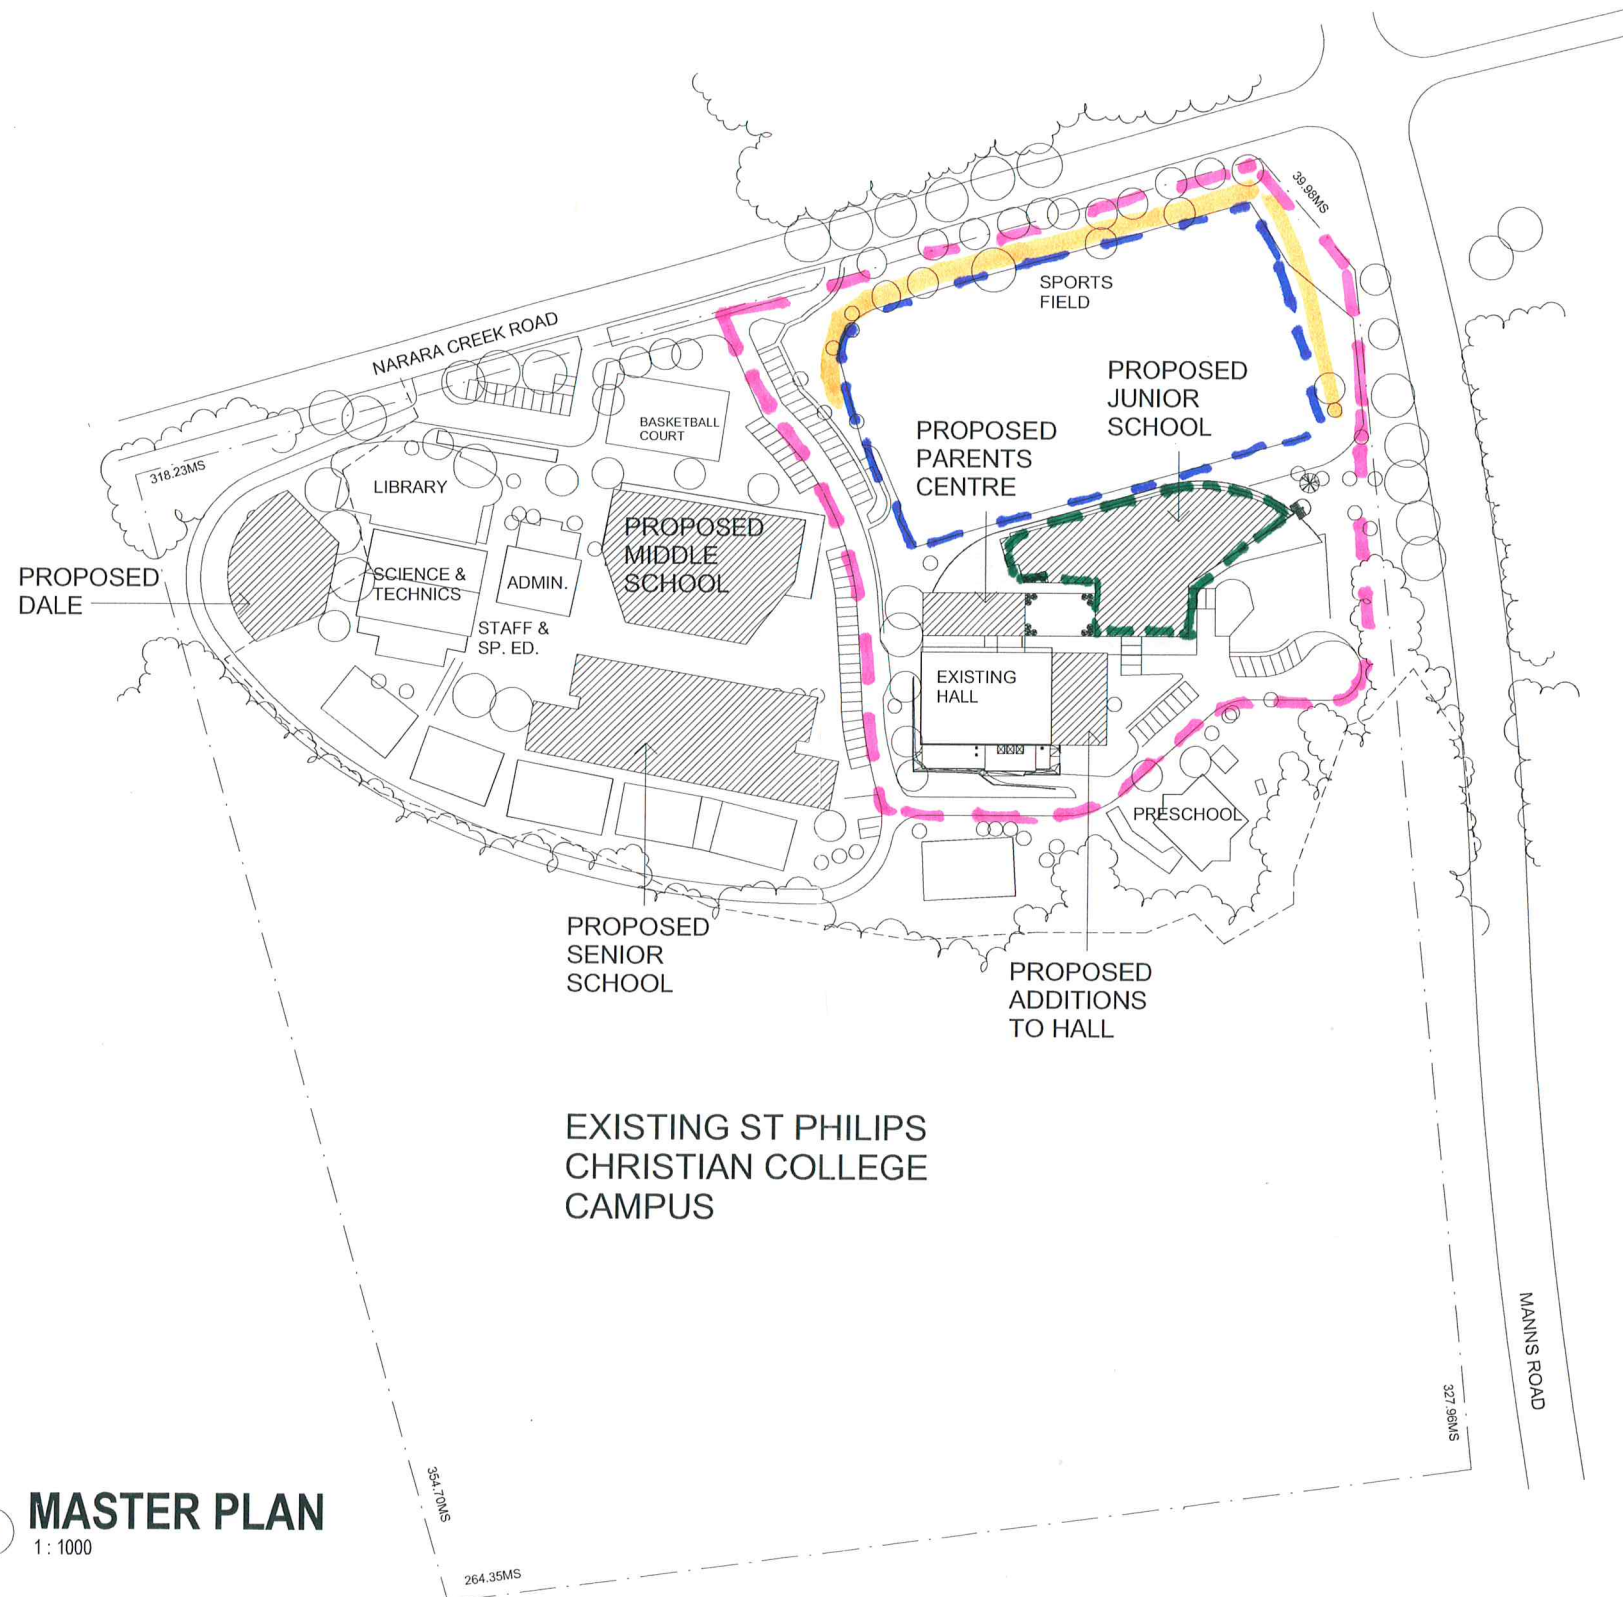 39.98MS
SPORTS
FIELD
NARARA CREEK ROAD
PROPOSED
JUNIOR
SCHOOL
BASKETBALL
COURT
PROPOSED
PARENTS
CENTRE
318.23MS
LIBRARY
PROPOSED
MIDDLE
SCHOOL
PROPOSED
DALE
SCIENCE &
TECHNICS
ADMIN.
STAFF &
SP. ED.
EXISTING
HALL
PRESCHOOL
PROPOSED
SENIOR
SCHOOL
PROPOSED
ADDITIONS
TO HALL
EXISTING ST PHILIPS
CHRISTIAN COLLEGE
CAMPUS
MANNS ROAD
327.96MS
354.70MS
MASTER PLAN
1 : 1000
264.35MS